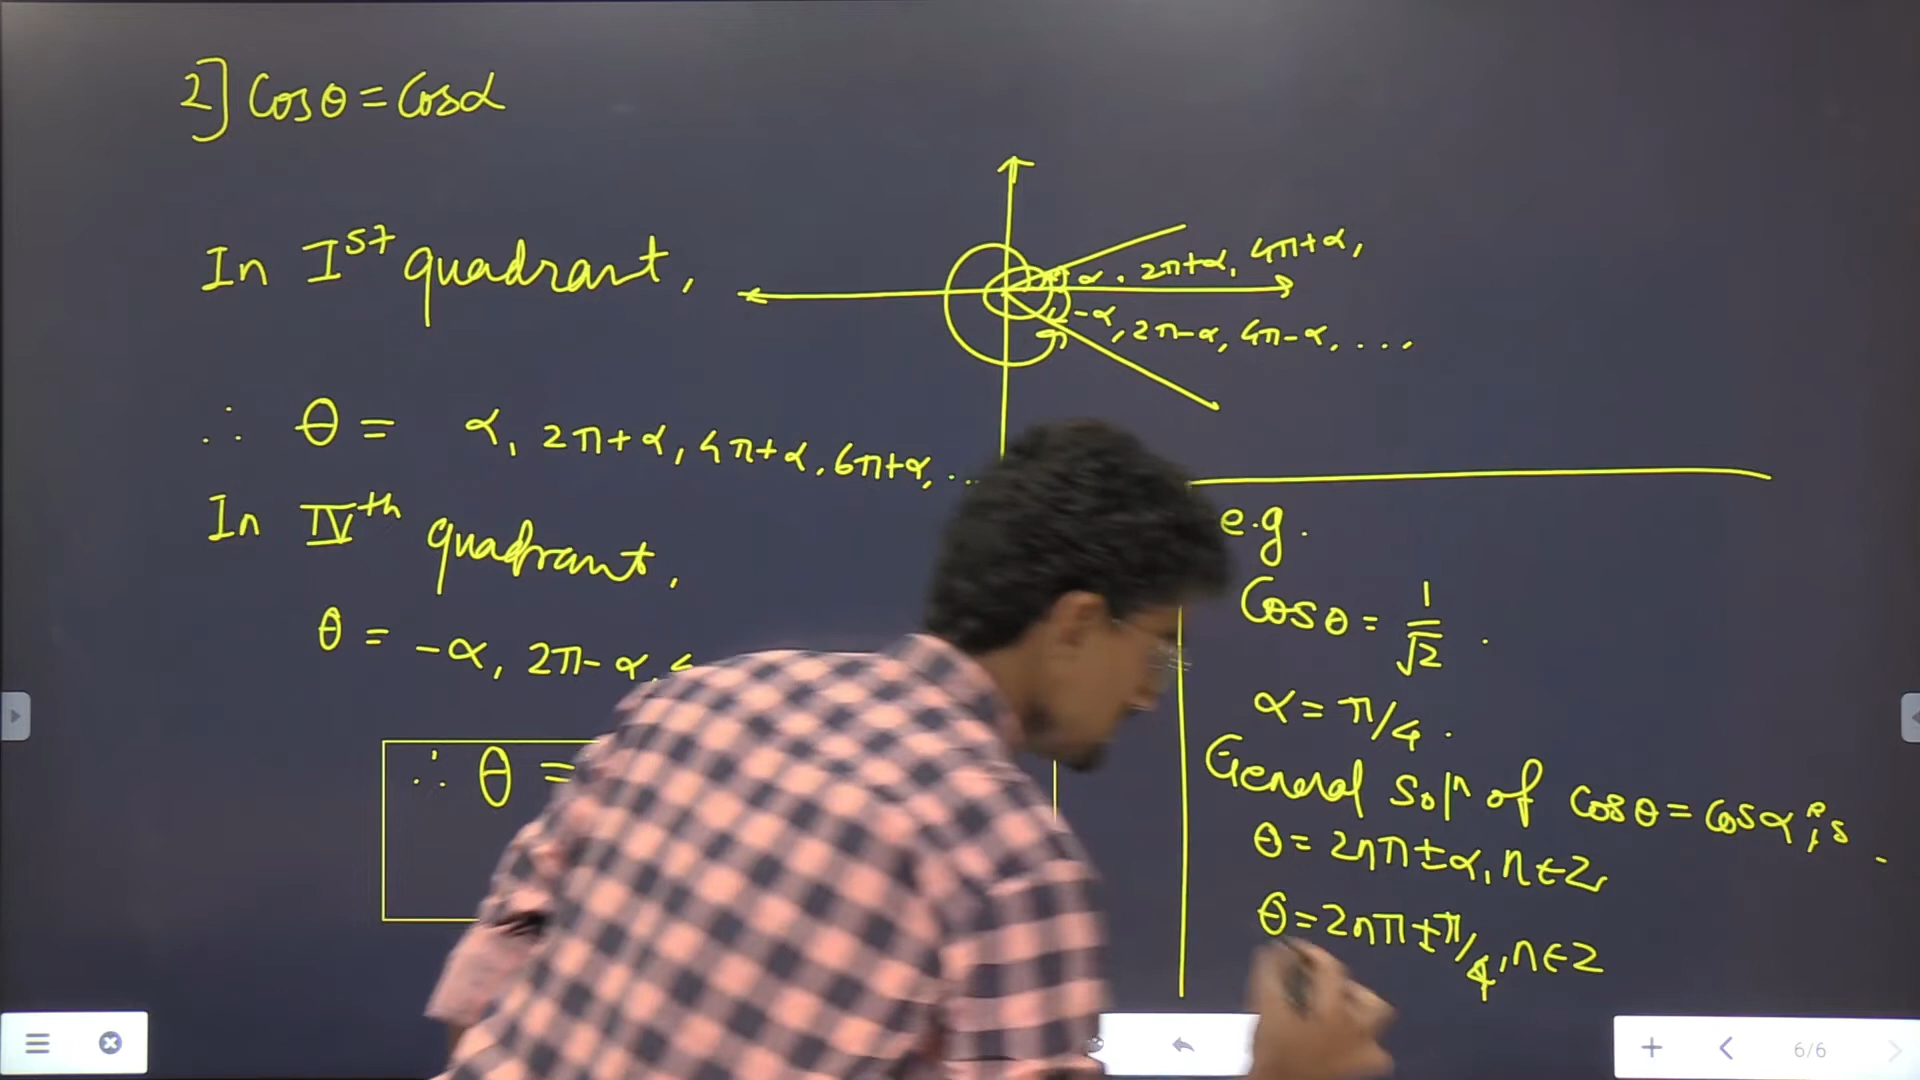 2] Cosθ = Cosα
In Iˢᵗ quadrant,
α, 2π+α, 4π+α,
-α, 2π-α, 4π-α, ....
∴ θ = α, 2π+α, 4π+α, 6π+α, ...
In IVᵗʰ quadrant,
θ = -α, 2π-α,
∴ θ =
e.g.
Cosθ = 1/√2 .
α = π/4 .
General solⁿ of cosθ = cosα is
θ = 2nπ ± α, n ∈ Z,
θ = 2nπ ± π/4, n ∈ Z
6/6